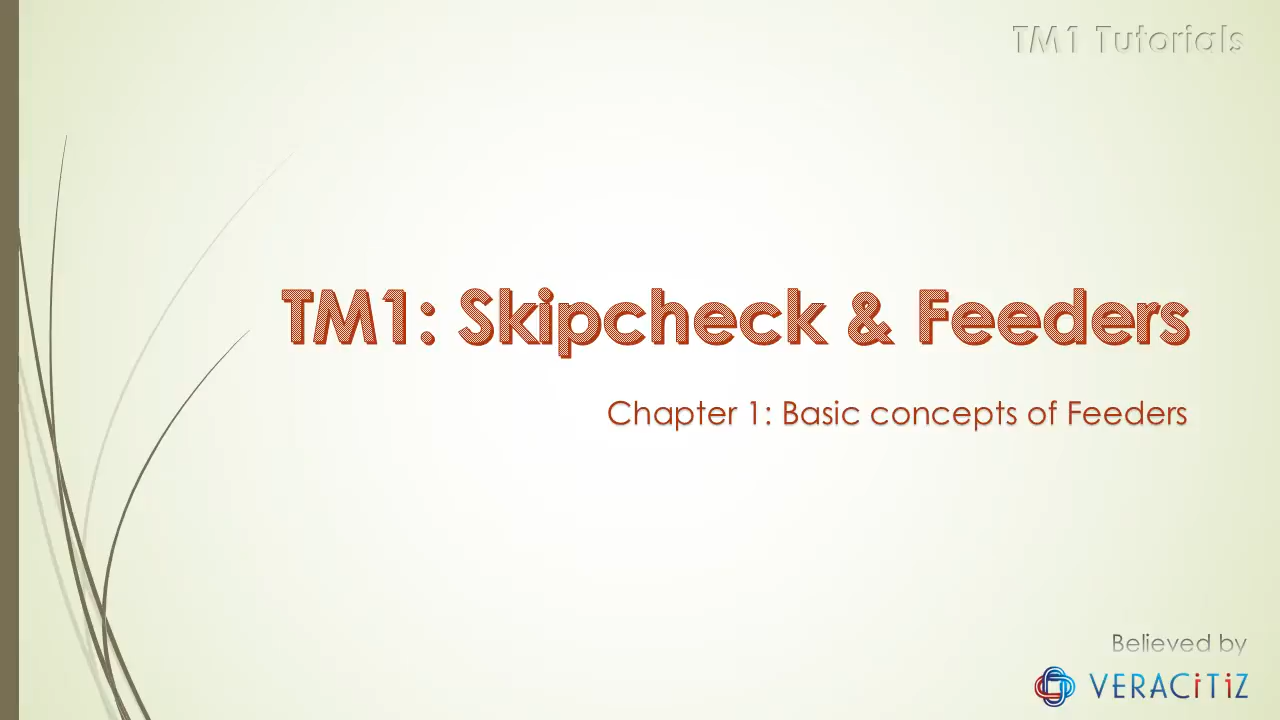 TM1 Tutorials
TM1: Skipcheck & Feeders
Chapter 1: Basic concepts of Feeders
Believed by
VERACiTiZ